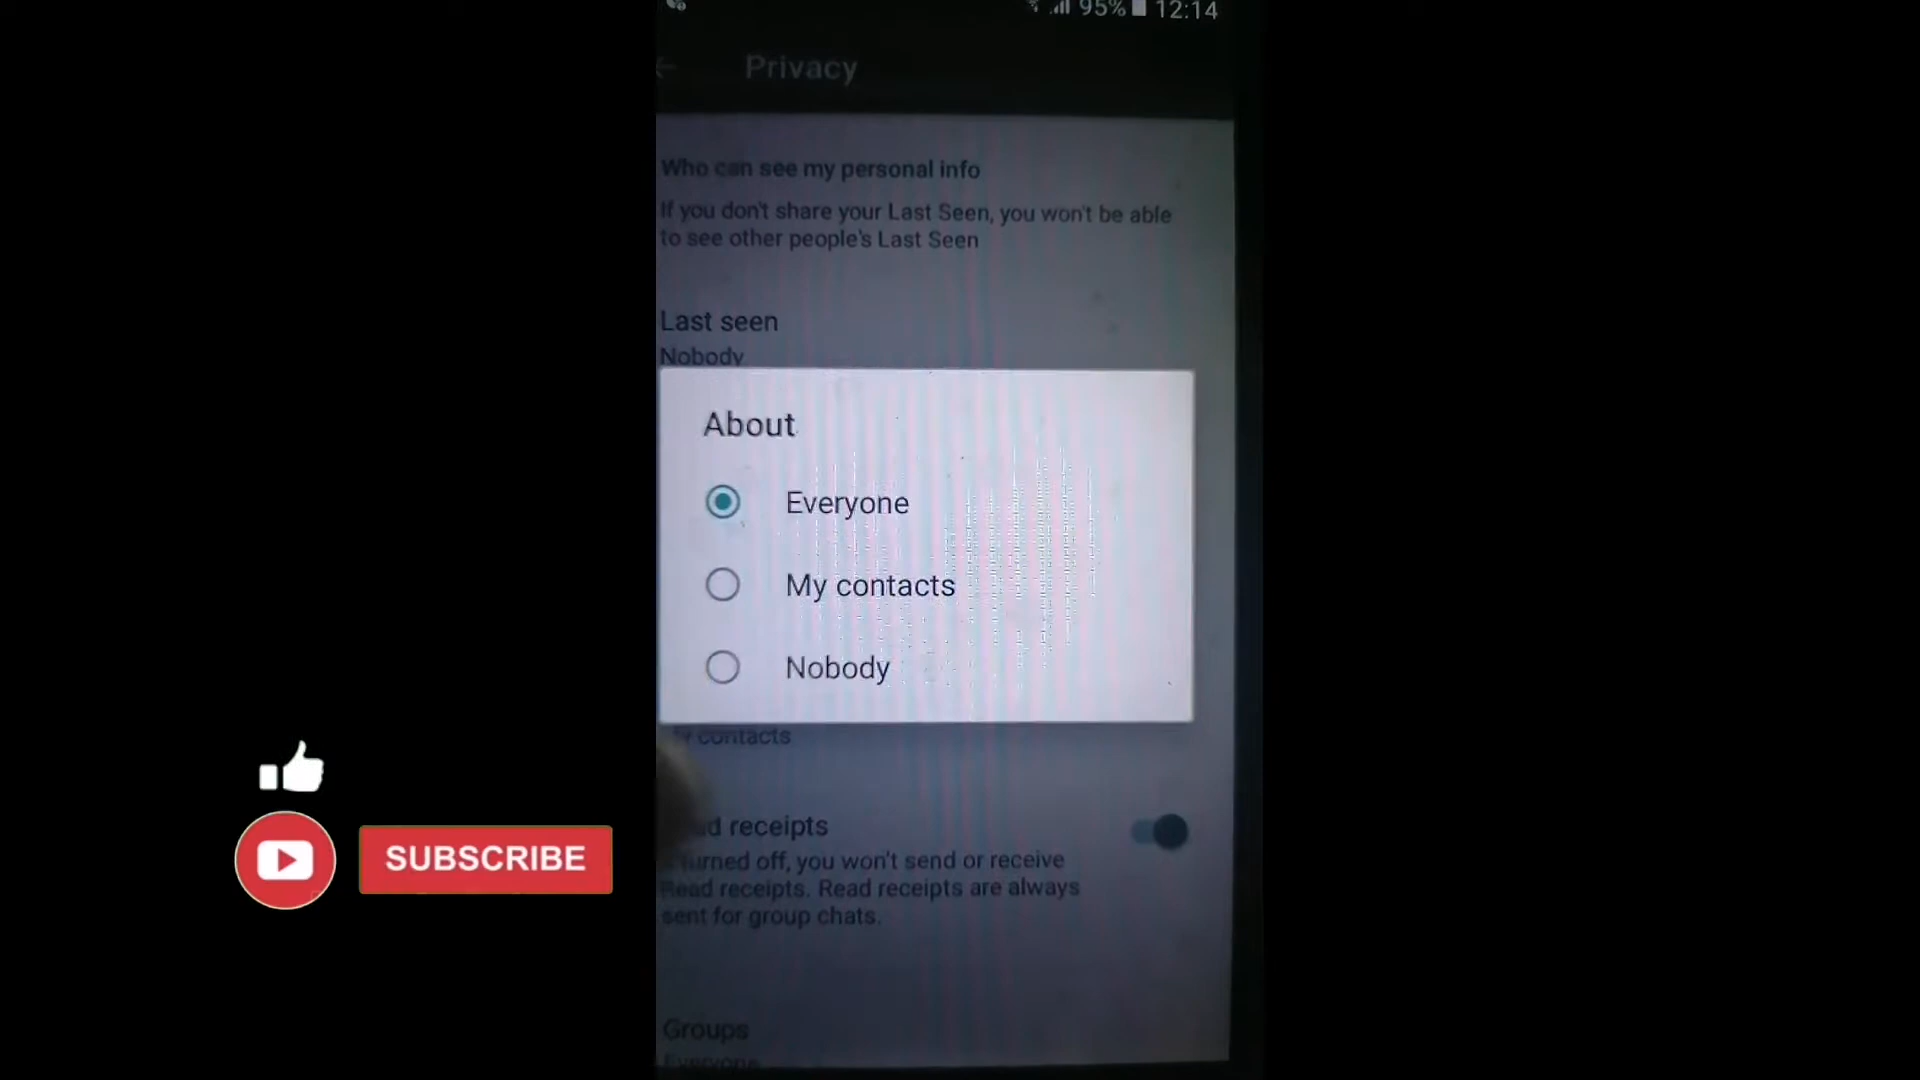 95% 12:14
Privacy
Who can see my personal info
If you don't share your Last Seen, you won't be able
to see other people's Last Seen
Last seen
Nobody
About
Everyone
My contacts
Nobody
contacts
receipts
turned off, you won't send or receive
Read receipts. Read receipts are always
sent for group chats.
Groups
Everyone
SUBSCRIBE